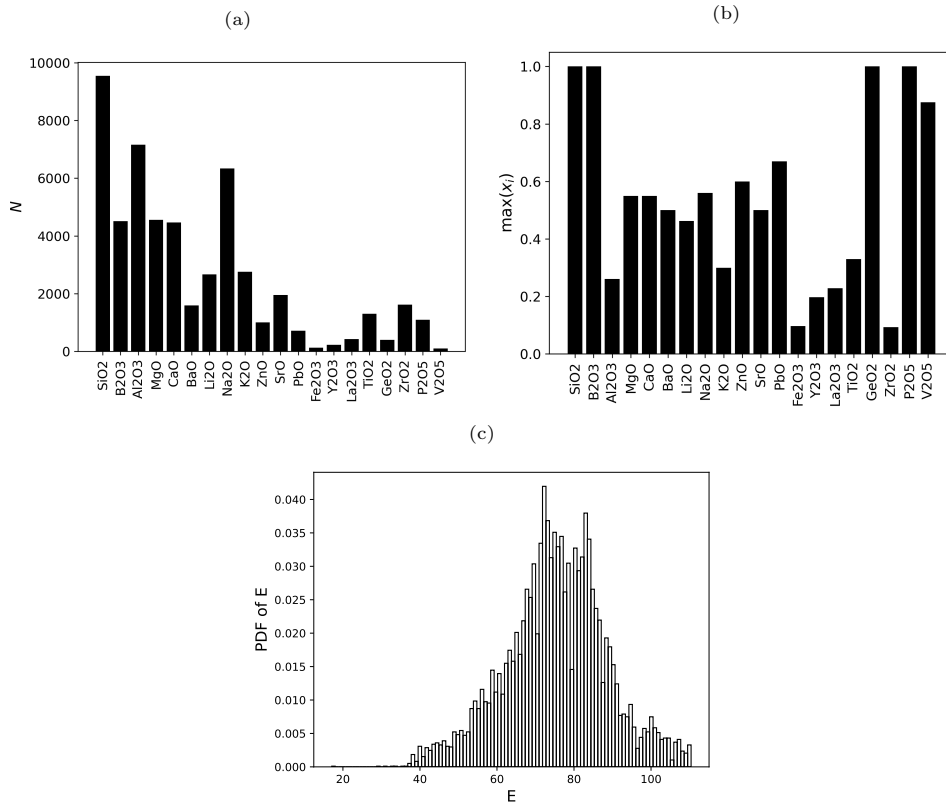 (a)
(b)
10000
8000
6000
4000
2000
0
N
SiO2
B2O3
Al2O3
MgO
CaO
BaO
Li2O
Na2O
K2O
ZnO
SrO
PbO
Fe2O3
Y2O3
La2O3
TiO2
GeO2
ZrO2
P2O5
V2O5
1.0
0.8
0.6
0.4
0.2
0.0
max(x_i)
SiO2
B2O3
Al2O3
MgO
CaO
BaO
Li2O
Na2O
K2O
ZnO
SrO
PbO
Fe2O3
Y2O3
La2O3
TiO2
GeO2
ZrO2
P2O5
V2O5
(c)
0.040
0.035
0.030
0.025
0.020
0.015
0.010
0.005
0.000
PDF of E
20 40 60 80 100
E